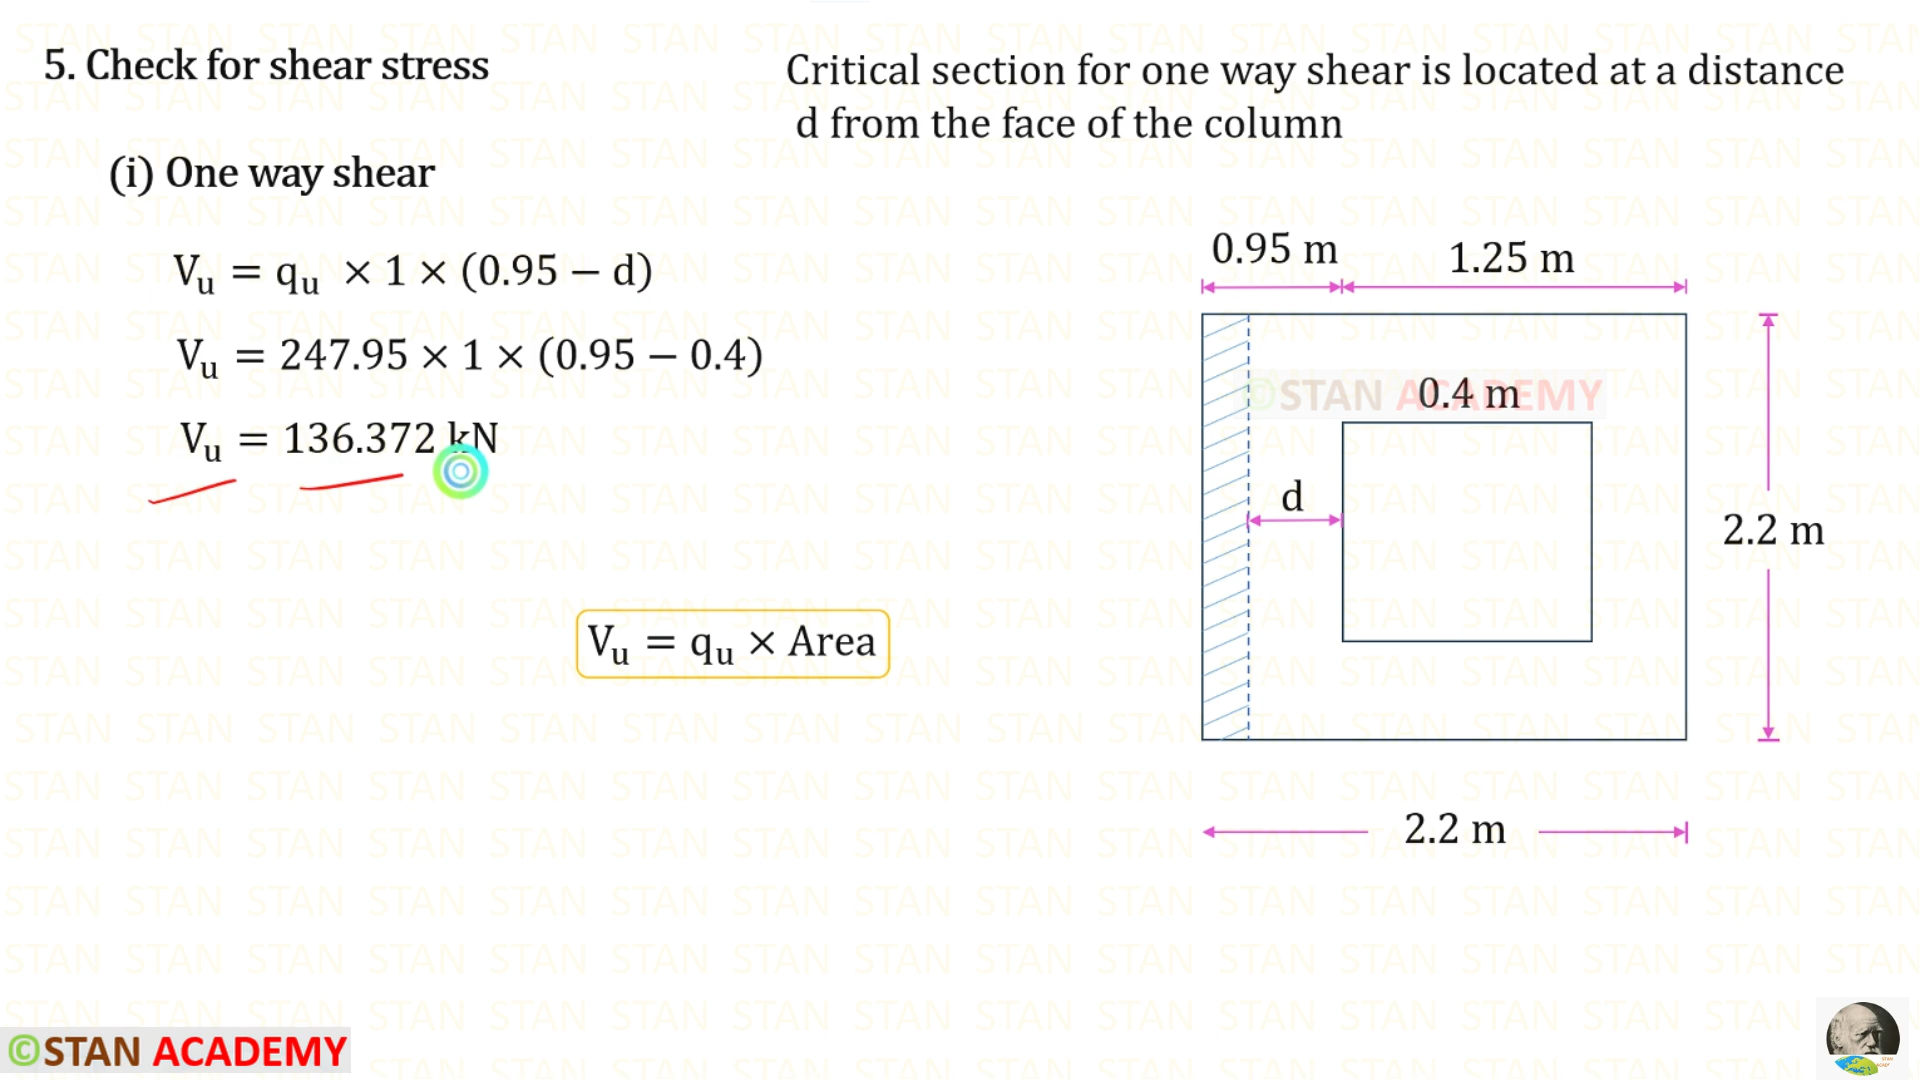 5. Check for shear stress
Critical section for one way shear is located at a distance
d from the face of the column
(i) One way shear
Vu = qu × 1 × (0.95 − d)
Vu = 247.95 × 1 × (0.95 − 0.4)
Vu = 136.372 kN
Vu = qu × Area
0.95 m
1.25 m
©STAN ACADEMY
0.4 m
d
2.2 m
2.2 m
©STAN ACADEMY